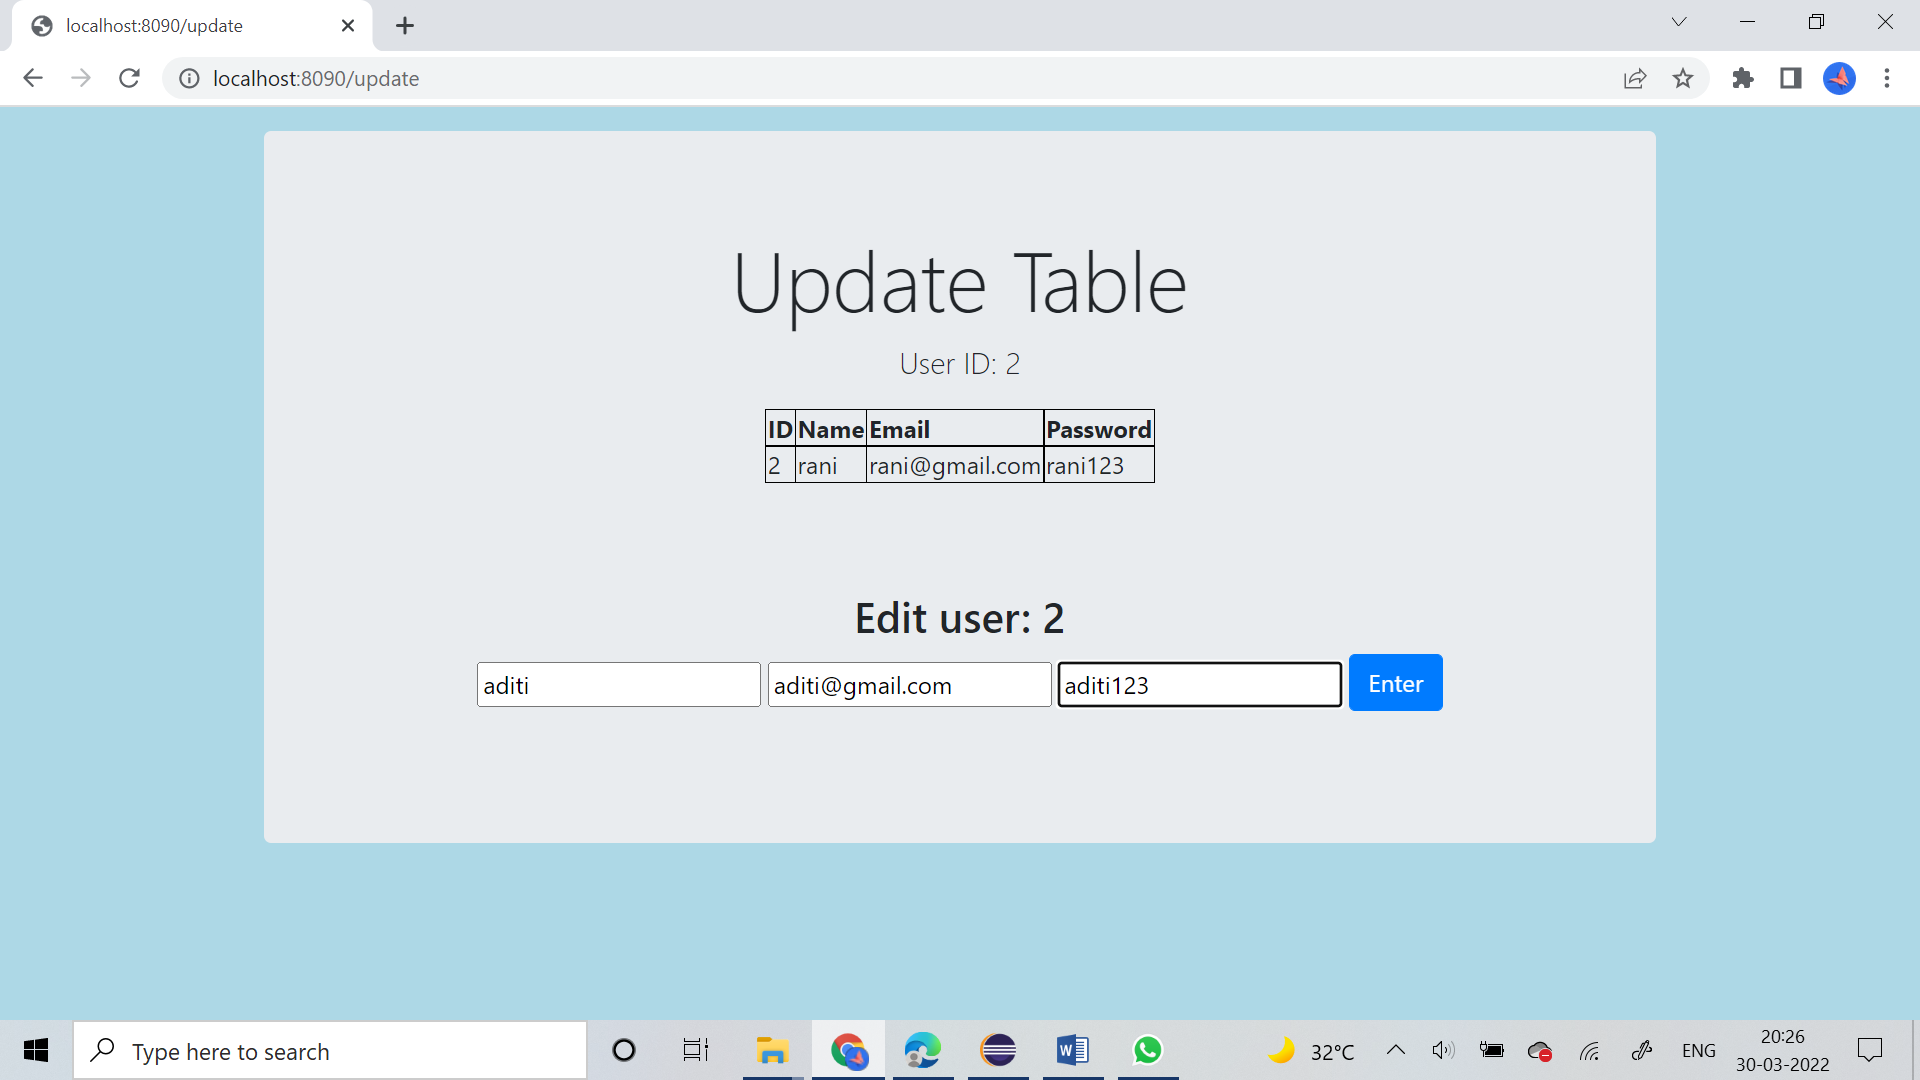 localhost:8090/update
localhost:8090/update
Update Table
User ID: 2
ID Name Email Password
2 rani rani@gmail.com rani123
Edit user: 2
aditi aditi@gmail.com aditi123 Enter
Type here to search
W
32°C
ENG
20:26
30-03-2022